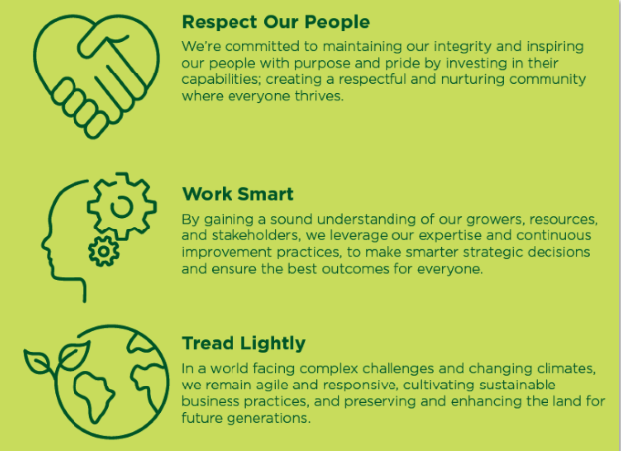 Respect Our People
We're committed to maintaining our integrity and inspiring
our people with purpose and pride by investing in their
capabilities; creating a respectful and nurturing community
where everyone thrives.
Work Smart
By gaining a sound understanding of our growers, resources,
and stakeholders, we leverage our expertise and continuous
improvement practices, to make smarter strategic decisions
and ensure the best outcomes for everyone.
Tread Lightly
In a world facing complex challenges and changing climates,
we remain agile and responsive, cultivating sustainable
business practices, and preserving and enhancing the land for
future generations.